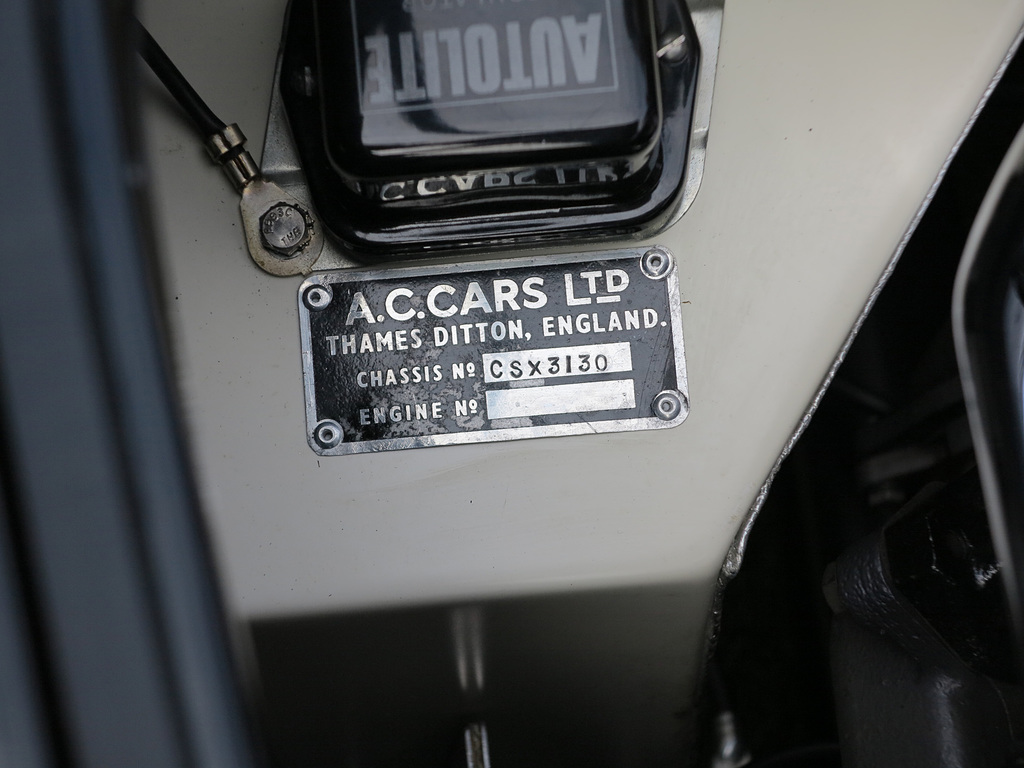 AUTOLITE
A.C.CARS LTD
THAMES DITTON, ENGLAND.
CHASSIS Nº CSX3130
ENGINE Nº